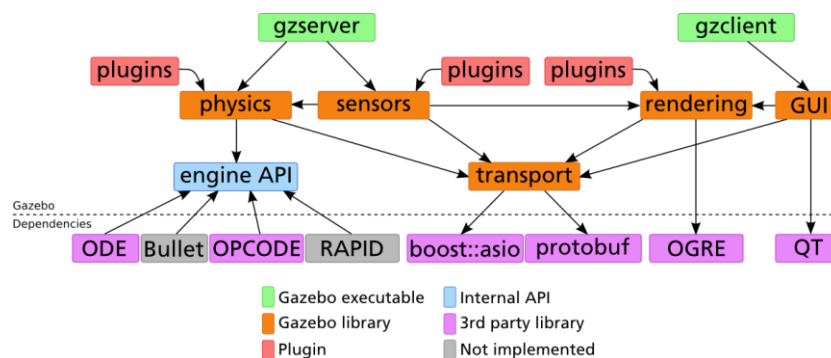 gzserver
gzclient
plugins
plugins
plugins
physics
sensors
rendering
GUI
engine API
transport
Gazebo
Dependencies
ODE
Bullet
OPCODE
RAPID
boost::asio
protobuf
OGRE
QT
Gazebo executable
Internal API
Gazebo library
3rd party library
Plugin
Not implemented